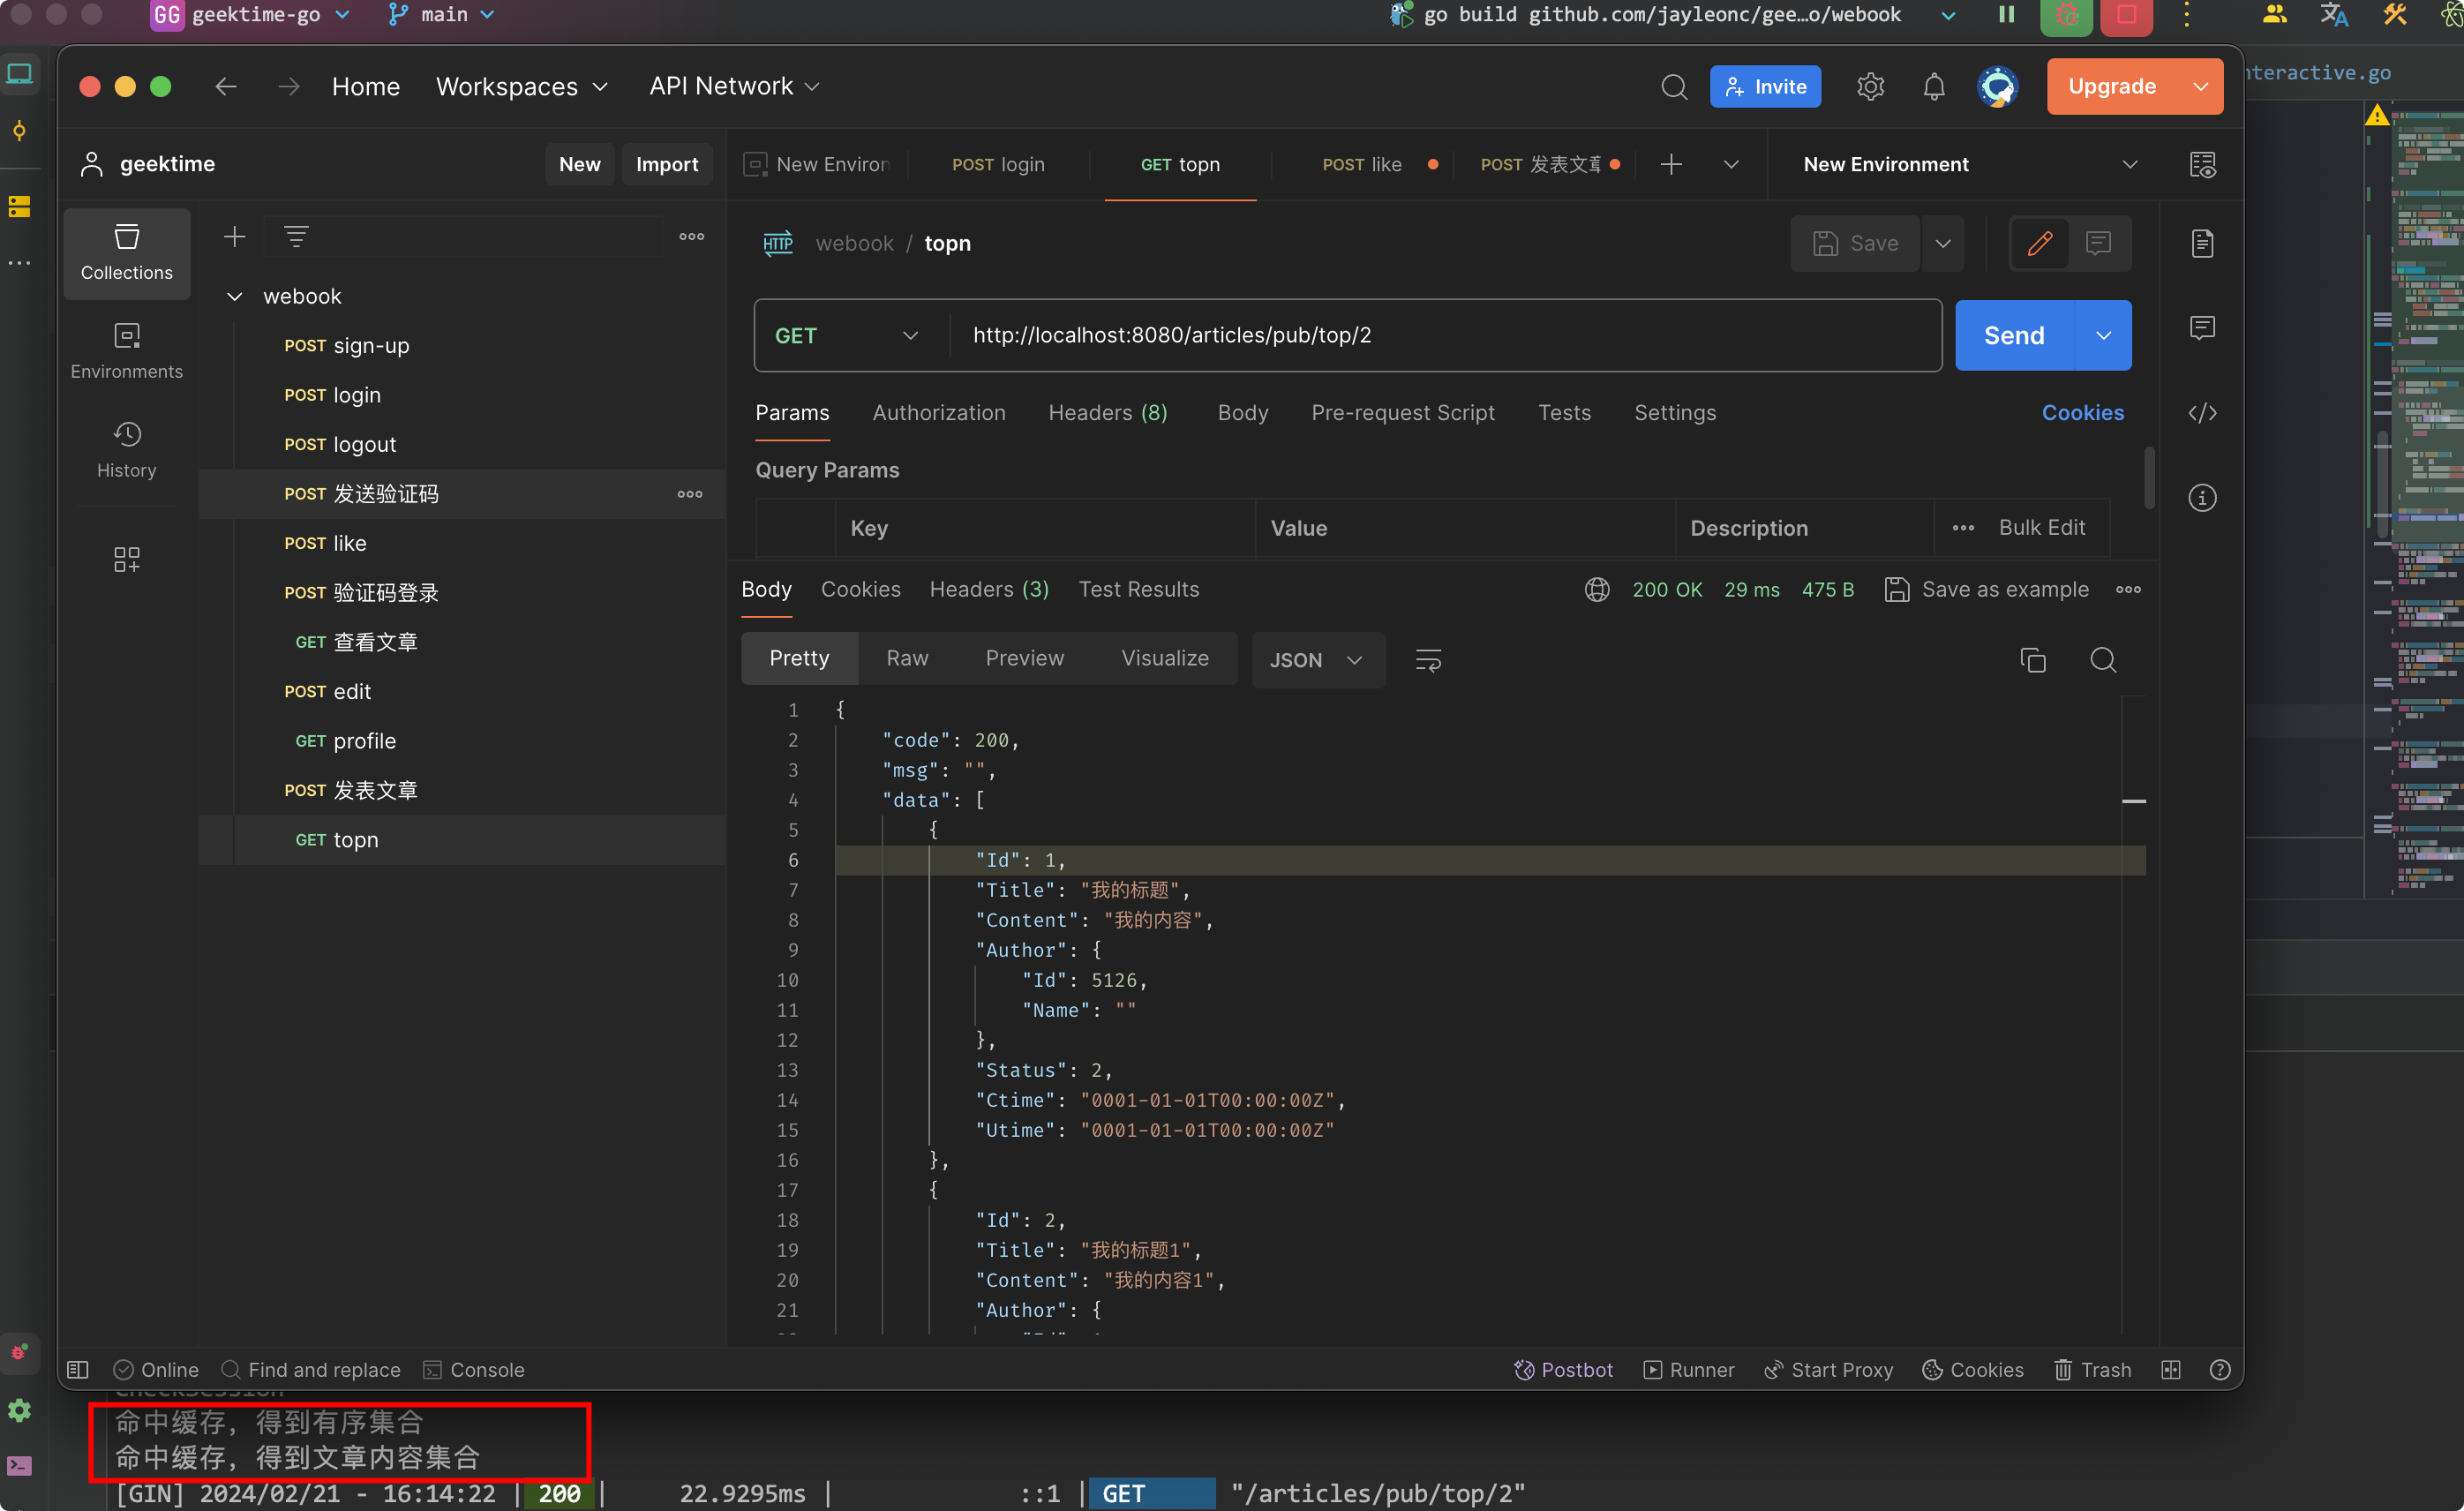 GG geektime-go main go build github.com/jayleonc/gee…o/webook
nteractive.go
Home Workspaces API Network Invite Upgrade
geektime New Import
New Environ POST login GET topn POST like POST 发表文章 New Environment
Collections
Environments
History
webook
POST sign-up
POST login
POST logout
POST 发送验证码
POST like
POST 验证码登录
GET 查看文章
POST edit
GET profile
POST 发表文章
GET topn
HTTP webook / topn Save
GET http://localhost:8080/articles/pub/top/2 Send
Params Authorization Headers (8) Body Pre-request Script Tests Settings Cookies
Query Params
Key Value Description Bulk Edit
Body Cookies Headers (3) Test Results 200 OK 29 ms 475 B Save as example
Pretty Raw Preview Visualize JSON
1 {
2 "code": 200,
3 "msg": "",
4 "data": [
5 {
6 "Id": 1,
7 "Title": "我的标题",
8 "Content": "我的内容",
9 "Author": {
10 "Id": 5126,
11 "Name": ""
12 },
13 "Status": 2,
14 "Ctime": "0001-01-01T00:00:00Z",
15 "Utime": "0001-01-01T00:00:00Z"
16 },
17 {
18 "Id": 2,
19 "Title": "我的标题1",
20 "Content": "我的内容1",
21 "Author": {
Online Find and replace Console Postbot Runner Start Proxy Cookies Trash
命中缓存, 得到有序集合
命中缓存, 得到文章内容集合
[GIN] 2024/02/21 - 16:14:22 | 200 | 22.9295ms | ::1 | GET "/articles/pub/top/2"